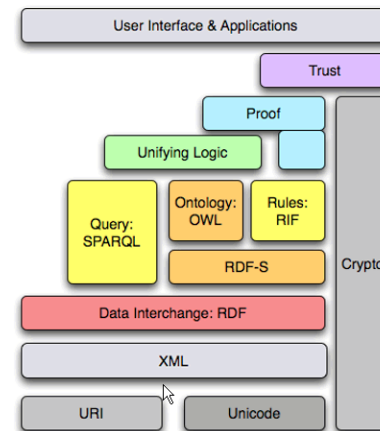 User Interface & Applications
Trust
Proof
Unifying Logic
Query:
SPARQL
Ontology:
OWL
Rules:
RIF
RDF-S
Crypto
Data Interchange: RDF
XML
URI
Unicode